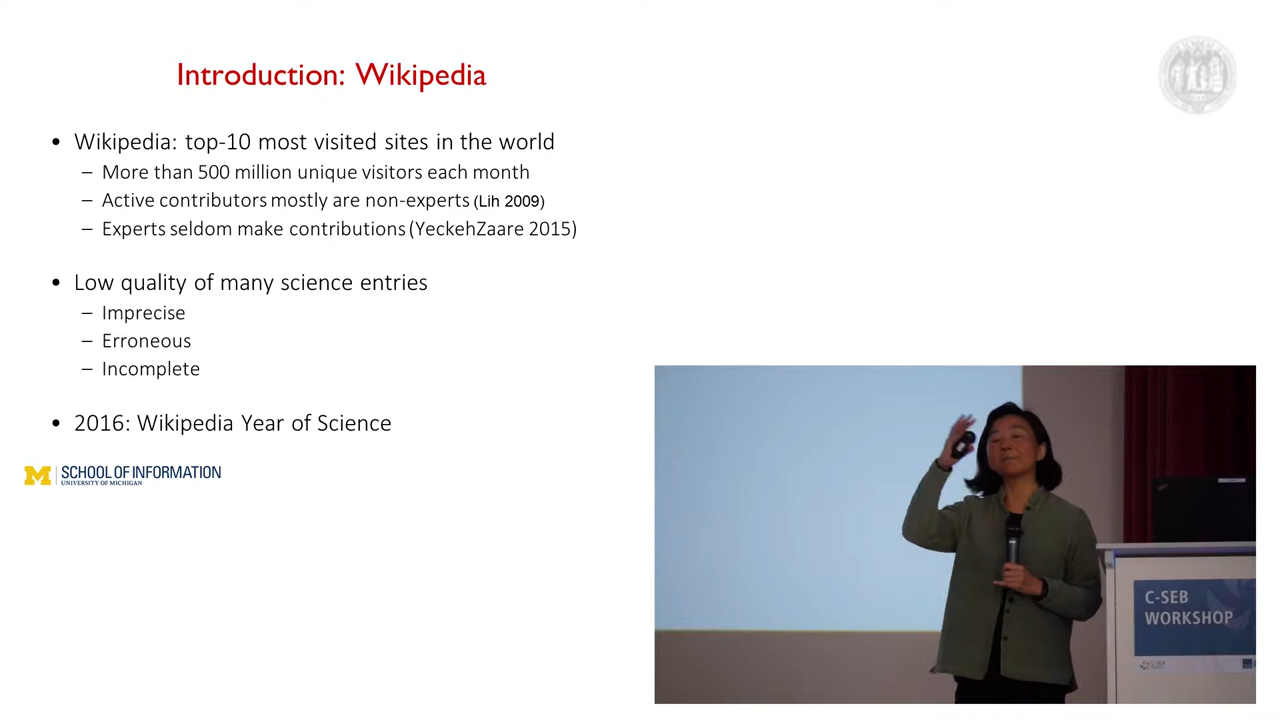 Introduction: Wikipedia
• Wikipedia: top-10 most visited sites in the world
– More than 500 million unique visitors each month
– Active contributors mostly are non-experts (Lih 2009)
– Experts seldom make contributions (YeckehZaare 2015)
• Low quality of many science entries
– Imprecise
– Erroneous
– Incomplete
• 2016: Wikipedia Year of Science
M SCHOOL OF INFORMATION
UNIVERSITY OF MICHIGAN
C-SEB
WORKSHOP